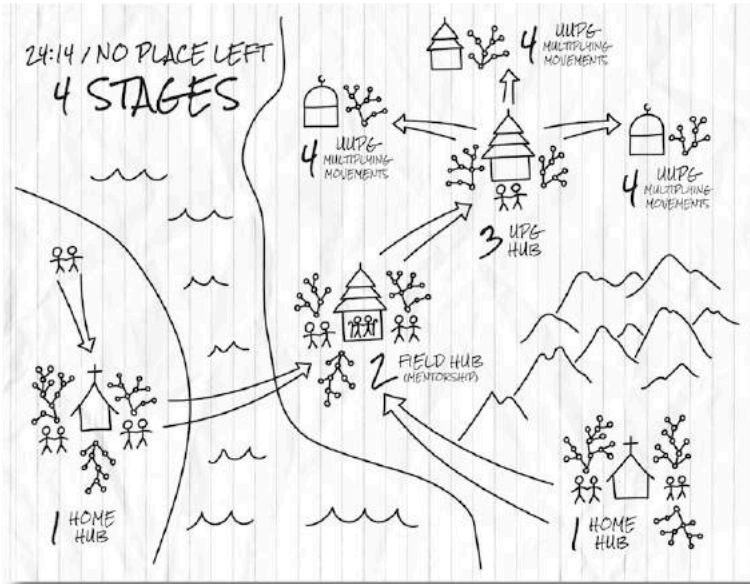 24:14 / NO PLACE LEFT
4 STAGES
4 UUPG
MULTIPLYING
MOVEMENTS
4 UUPG
MULTIPLYING
MOVEMENTS
4 UUPG
MULTIPLYING
MOVEMENTS
3 UPG
HUB
2 FIELD HUB
(MENTORSHIP)
1 HOME
HUB
1 HOME
HUB